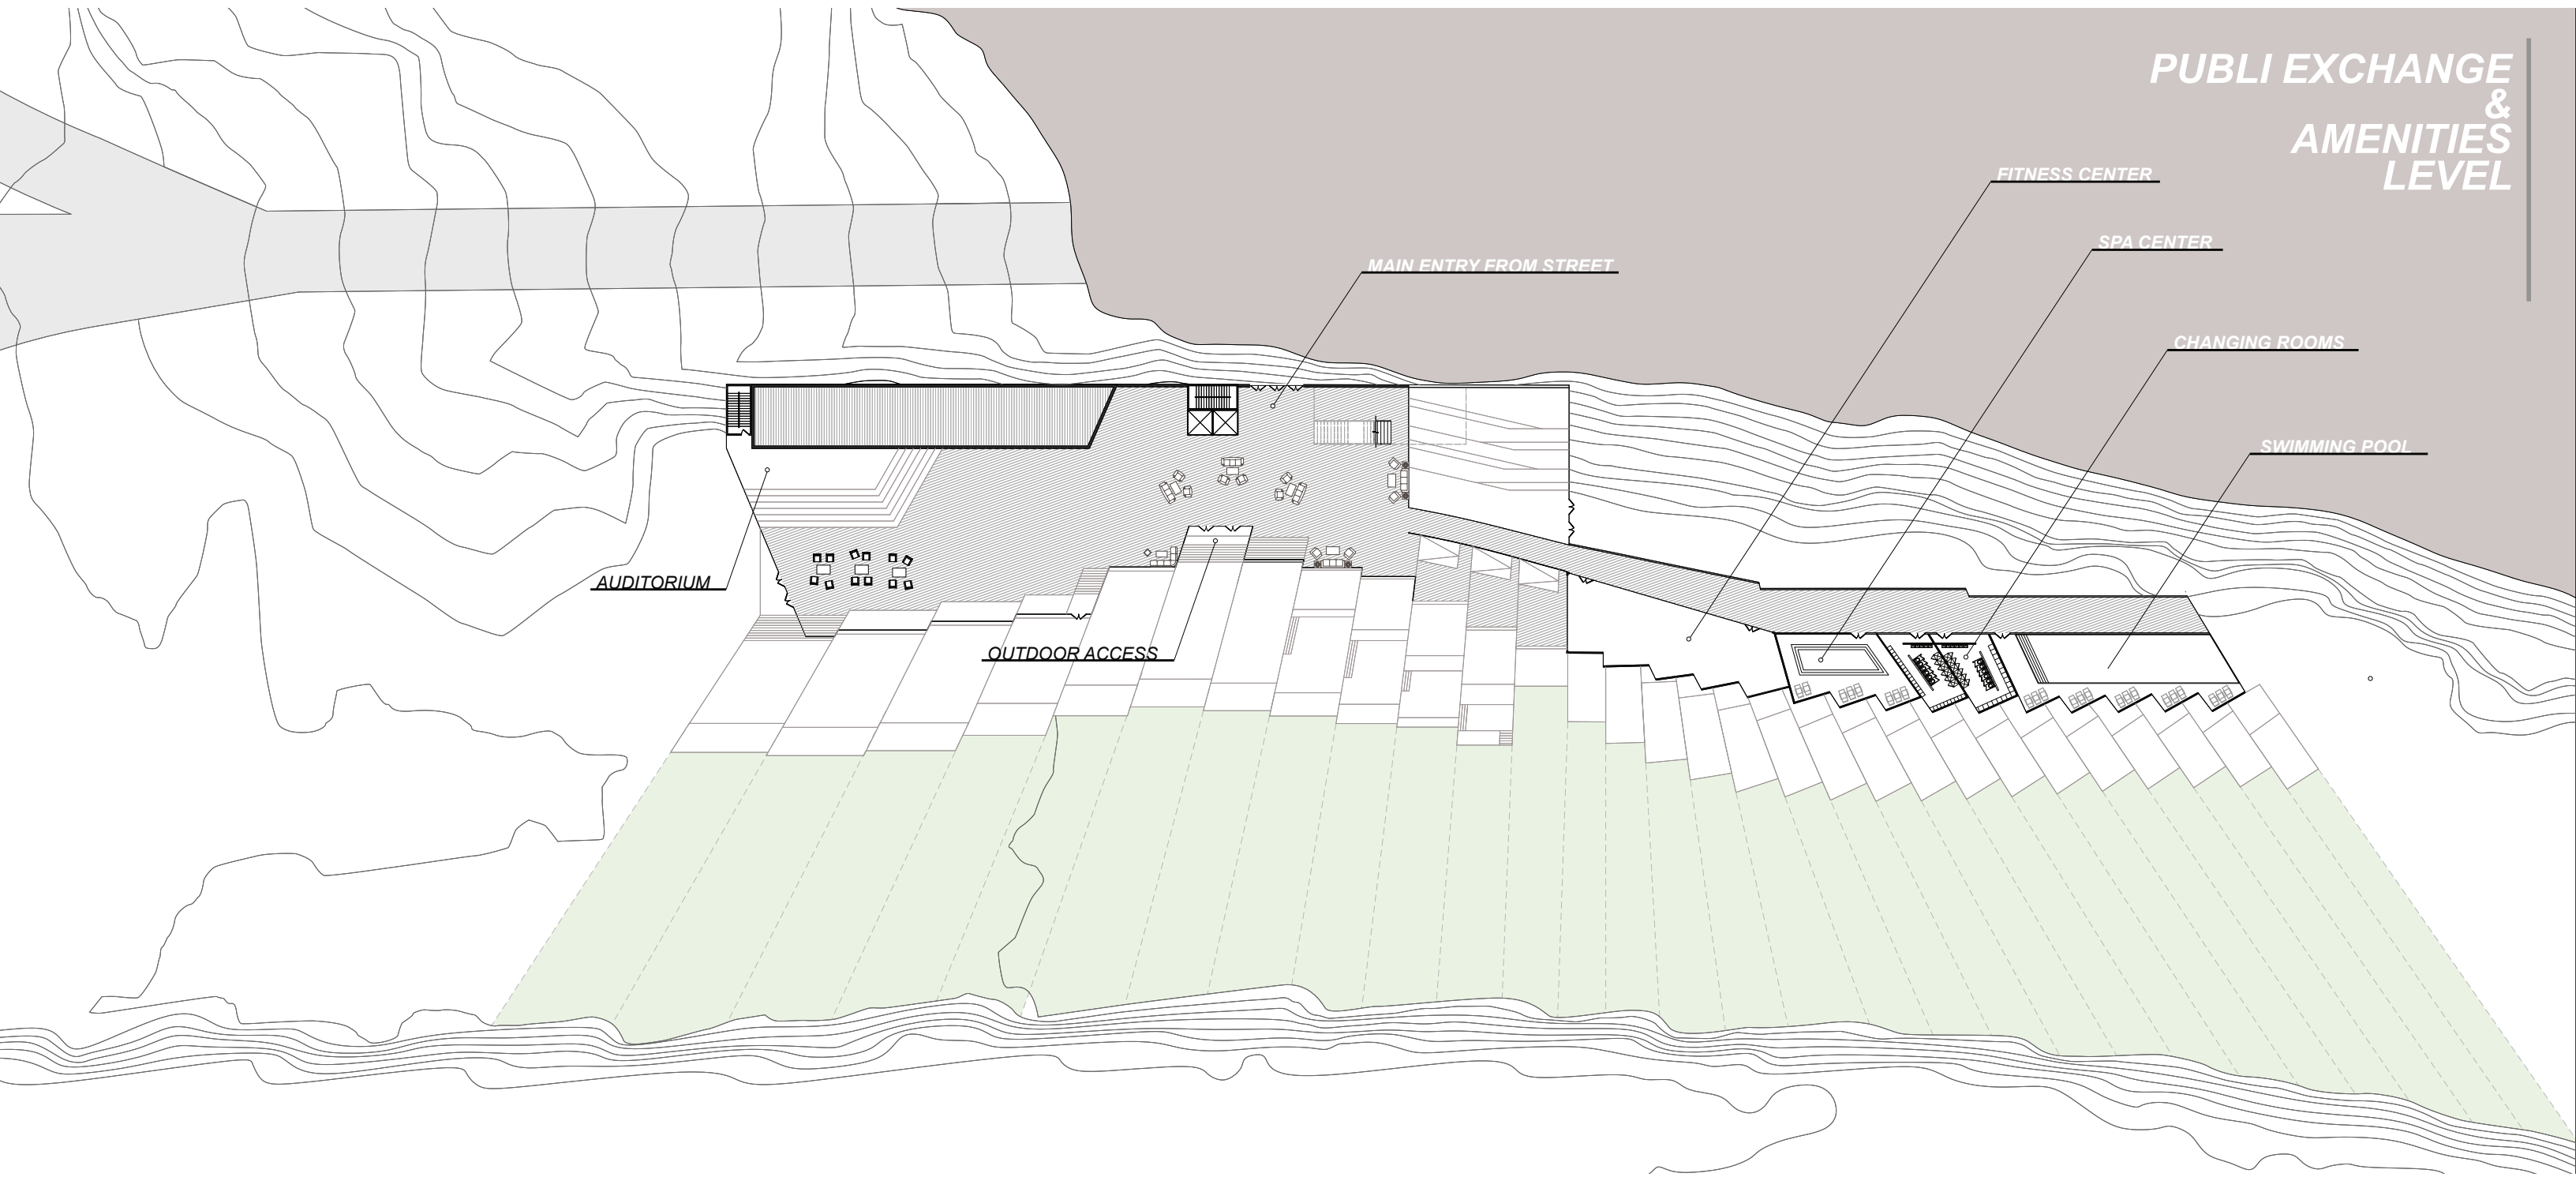 PUBLI EXCHANGE
&
AMENITIES
LEVEL
FITNESS CENTER
SPA CENTER
MAIN ENTRY FROM STREET
CHANGING ROOMS
SWIMMING POOL
AUDITORIUM
OUTDOOR ACCESS